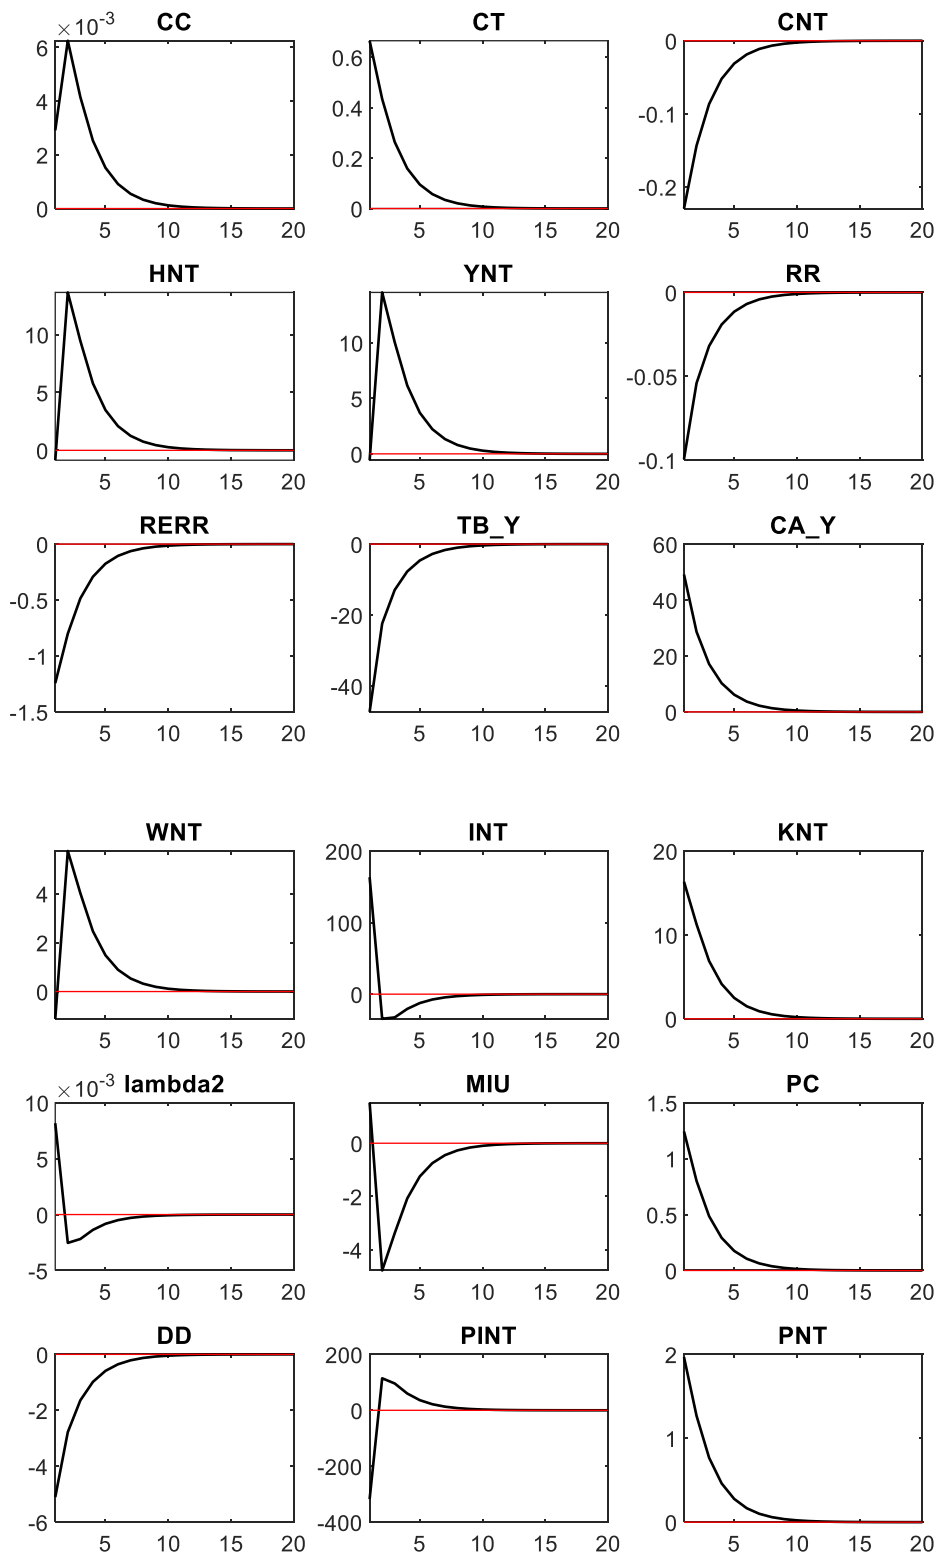 CC CT CNT
×10-3
6 4 2 0
0.6 0.4 0.2 0
0 -0.1 -0.2
5 10 15 20 5 10 15 20 5 10 15 20
HNT YNT RR
10 5 0
10 5 0
0 -0.05 -0.1
5 10 15 20 5 10 15 20 5 10 15 20
RERR TB_Y CA_Y
0 -0.5 -1 -1.5
0 -20 -40
60 40 20 0
5 10 15 20 5 10 15 20 5 10 15 20
WNT INT KNT
4 2 0
200 100 0
20 10 0
5 10 15 20 5 10 15 20 5 10 15 20
×10-3 lambda2 MIU PC
10 5 0 -5
0 -2 -4
1.5 1 0.5 0
5 10 15 20 5 10 15 20 5 10 15 20
DD PINT PNT
0 -2 -4 -6
200 0 -200 -400
2 1 0
5 10 15 20 5 10 15 20 5 10 15 20